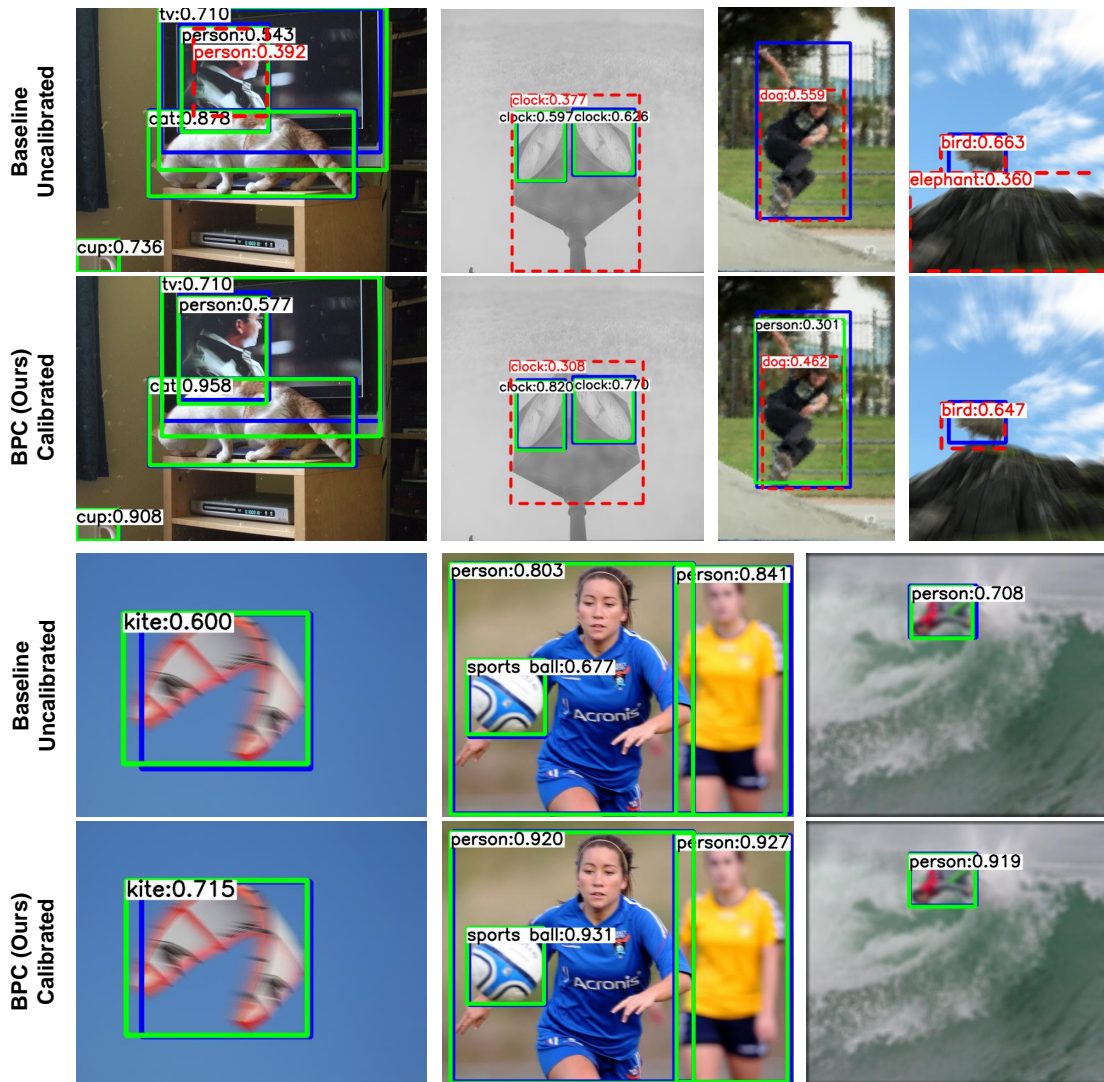 Baseline
Uncalibrated
tv:0.710
person:0.543
person:0.392
cat:0.878
cup:0.736
clock:0.377
clock:0.597
clock:0.626
dog:0.559
bird:0.663
elephant:0.360
BPC (Ours)
Calibrated
tv:0.710
person:0.577
cat:0.958
cup:0.908
clock:0.308
clock:0.820
clock:0.770
person:0.301
dog:0.462
bird:0.647
Baseline
Uncalibrated
kite:0.600
person:0.803
person:0.841
sports ball:0.677
Acronis
person:0.708
BPC (Ours)
Calibrated
kite:0.715
person:0.920
person:0.927
sports ball:0.931
Acronis
person:0.919